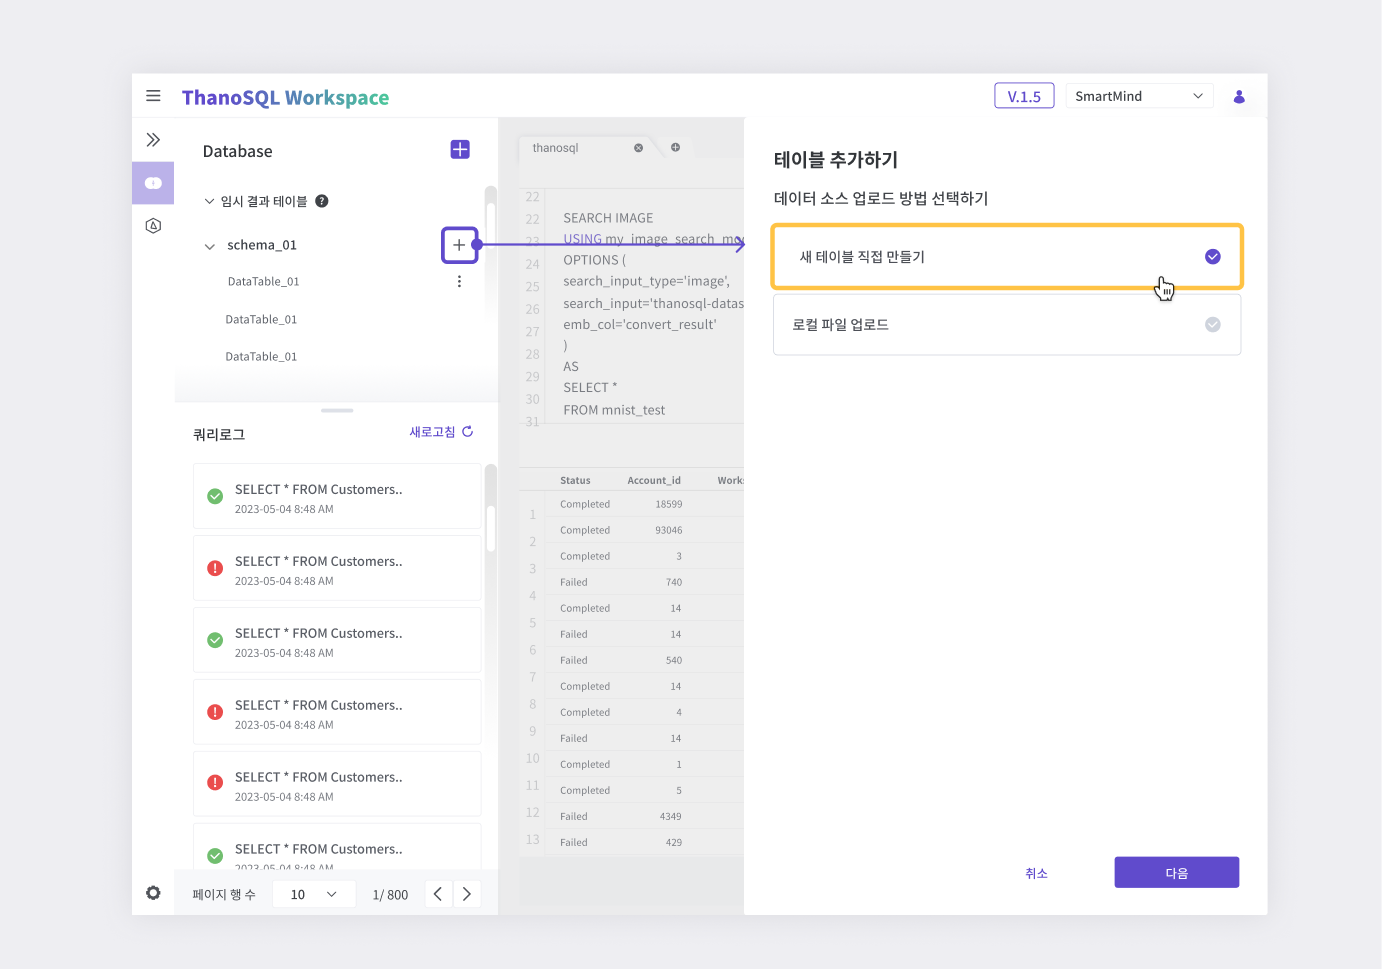 ThanoSQL Workspace
V.1.5
SmartMind
Database
임시 결과 테이블 ?
schema_01
DataTable_01
DataTable_01
DataTable_01
쿼리로그
새로고침
SELECT * FROM Customers..
2023-05-04 8:48 AM
SELECT * FROM Customers..
2023-05-04 8:48 AM
SELECT * FROM Customers..
2023-05-04 8:48 AM
SELECT * FROM Customers..
2023-05-04 8:48 AM
SELECT * FROM Customers..
2023-05-04 8:48 AM
SELECT * FROM Customers..
2023-05-04 8:48 AM
페이지 행 수
10
1/ 800
thanosql
22
22 SEARCH IMAGE
23 USING my_image_search_mo
24 OPTIONS (
25 search_input_type='image',
26 search_input='thanosql-datas
27 emb_col='convert_result'
28 )
29 AS
30 SELECT *
31 FROM mnist_test
Status Account_id Works
1 Completed 18599
2 Completed 93046
3 Completed 3
4 Failed 740
5 Completed 14
6 Failed 14
7 Failed 540
8 Completed 14
9 Completed 4
10 Failed 14
11 Completed 1
12 Completed 5
13 Failed 4349
Failed 429
테이블 추가하기
데이터 소스 업로드 방법 선택하기
새 테이블 직접 만들기
로컬 파일 업로드
취소
다음